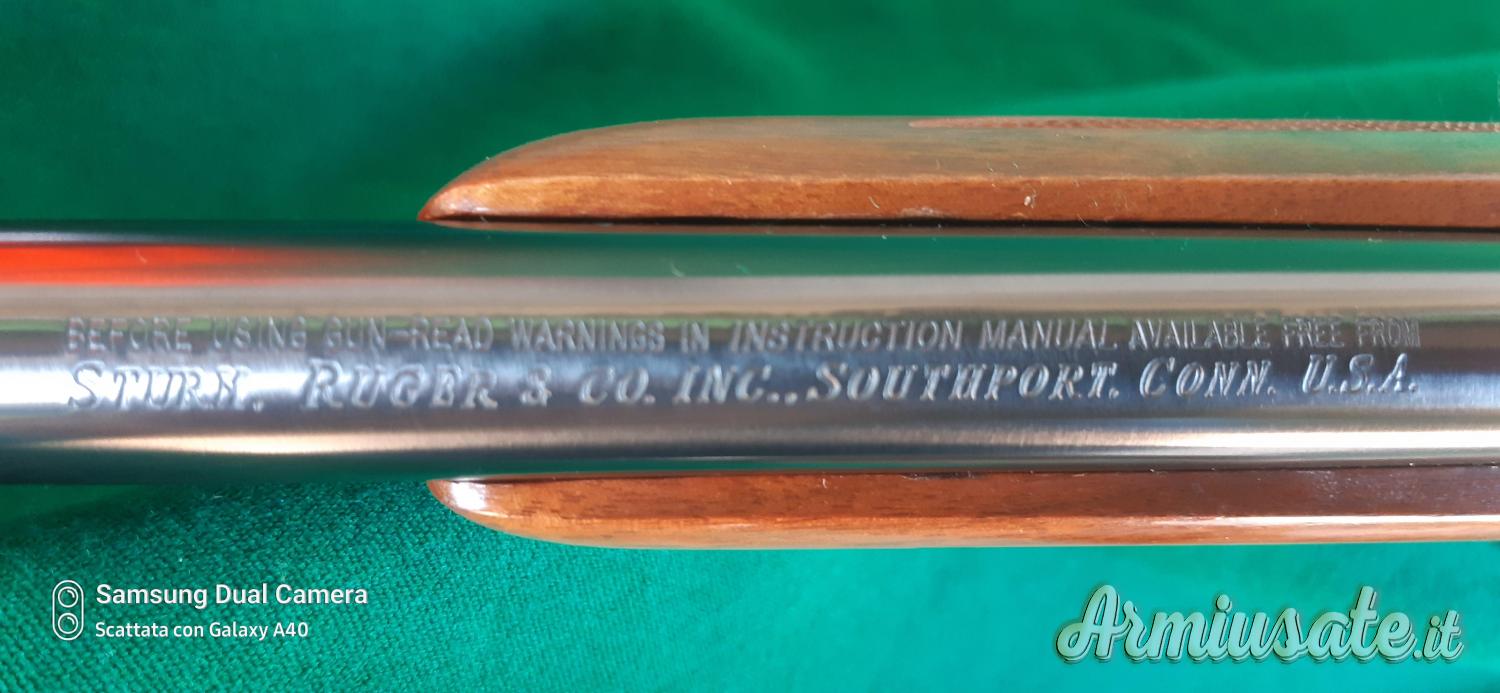 BEFORE USING GUN-READ WARNINGS IN INSTRUCTION MANUAL AVAILABLE FREE FROM
STURM, RUGER & CO. INC., SOUTHPORT, CONN. U.S.A.
Samsung Dual Camera
Scattata con Galaxy A40
Armiusate.it